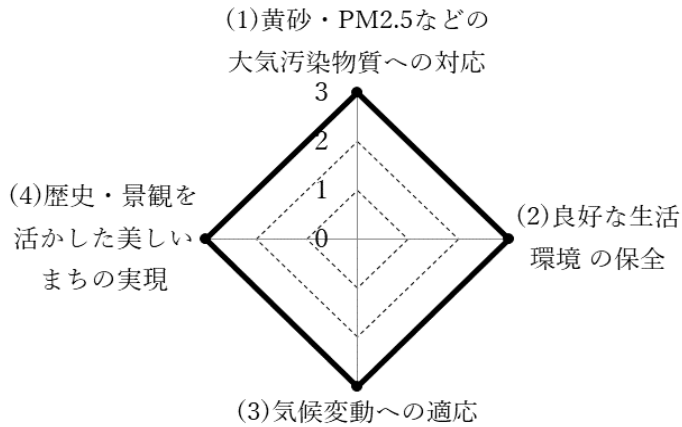 (1)黄砂・PM2.5などの
大気汚染物質への対応
3
2
1
0
(4)歴史・景観を
活かした美しい
まちの実現
(2)良好な生活
環境 の保全
(3)気候変動への適応